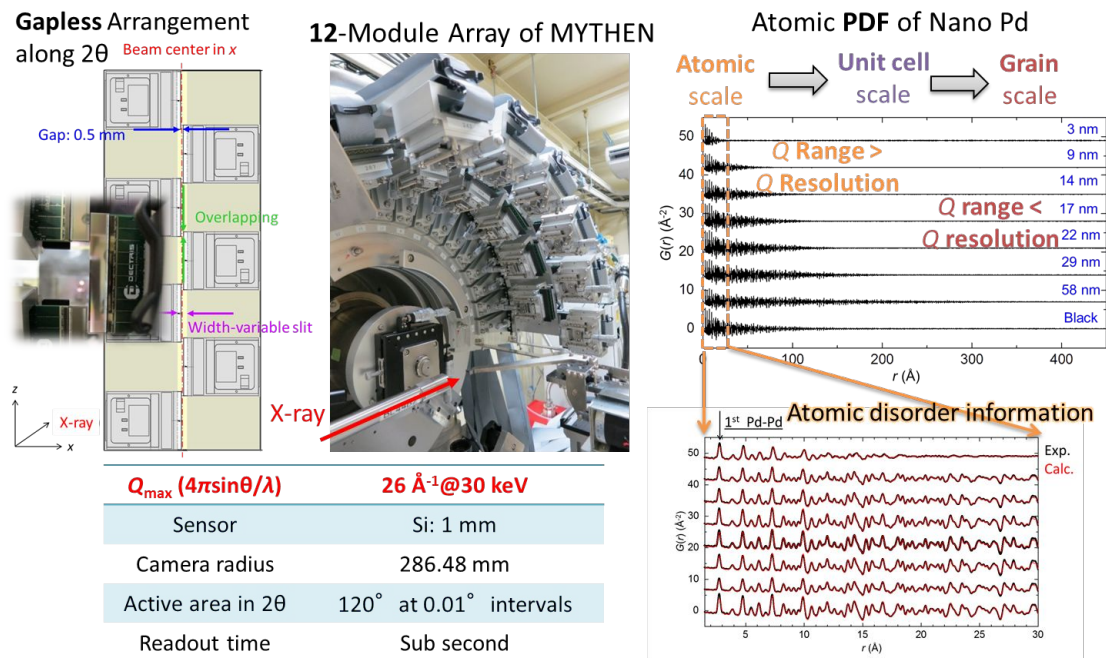 Gapless Arrangement
along 2θ
Beam center in x
Gap: 0.5 mm
Overlapping
DECTRIS
Width-variable slit
z
X-ray
x
12-Module Array of MYTHEN
X-ray
Qmax (4πsinθ/λ) 26 Å-1@30 keV
Sensor Si: 1 mm
Camera radius 286.48 mm
Active area in 2θ 120° at 0.01° intervals
Readout time Sub second
Atomic PDF of Nano Pd
Atomic
scale
Unit cell
scale
Grain
scale
G(r) (Å-2)
50
40
30
20
10
0
3 nm
9 nm
14 nm
17 nm
22 nm
29 nm
58 nm
Black
Q Range >
Q Resolution
Q range <
Q resolution
0 100 200 300 400
r (Å)
Atomic disorder information
1st Pd-Pd
Exp.
Calc.
G(r) (Å-2)
50
40
30
20
10
0
5 10 15 20 25 30
r (Å)